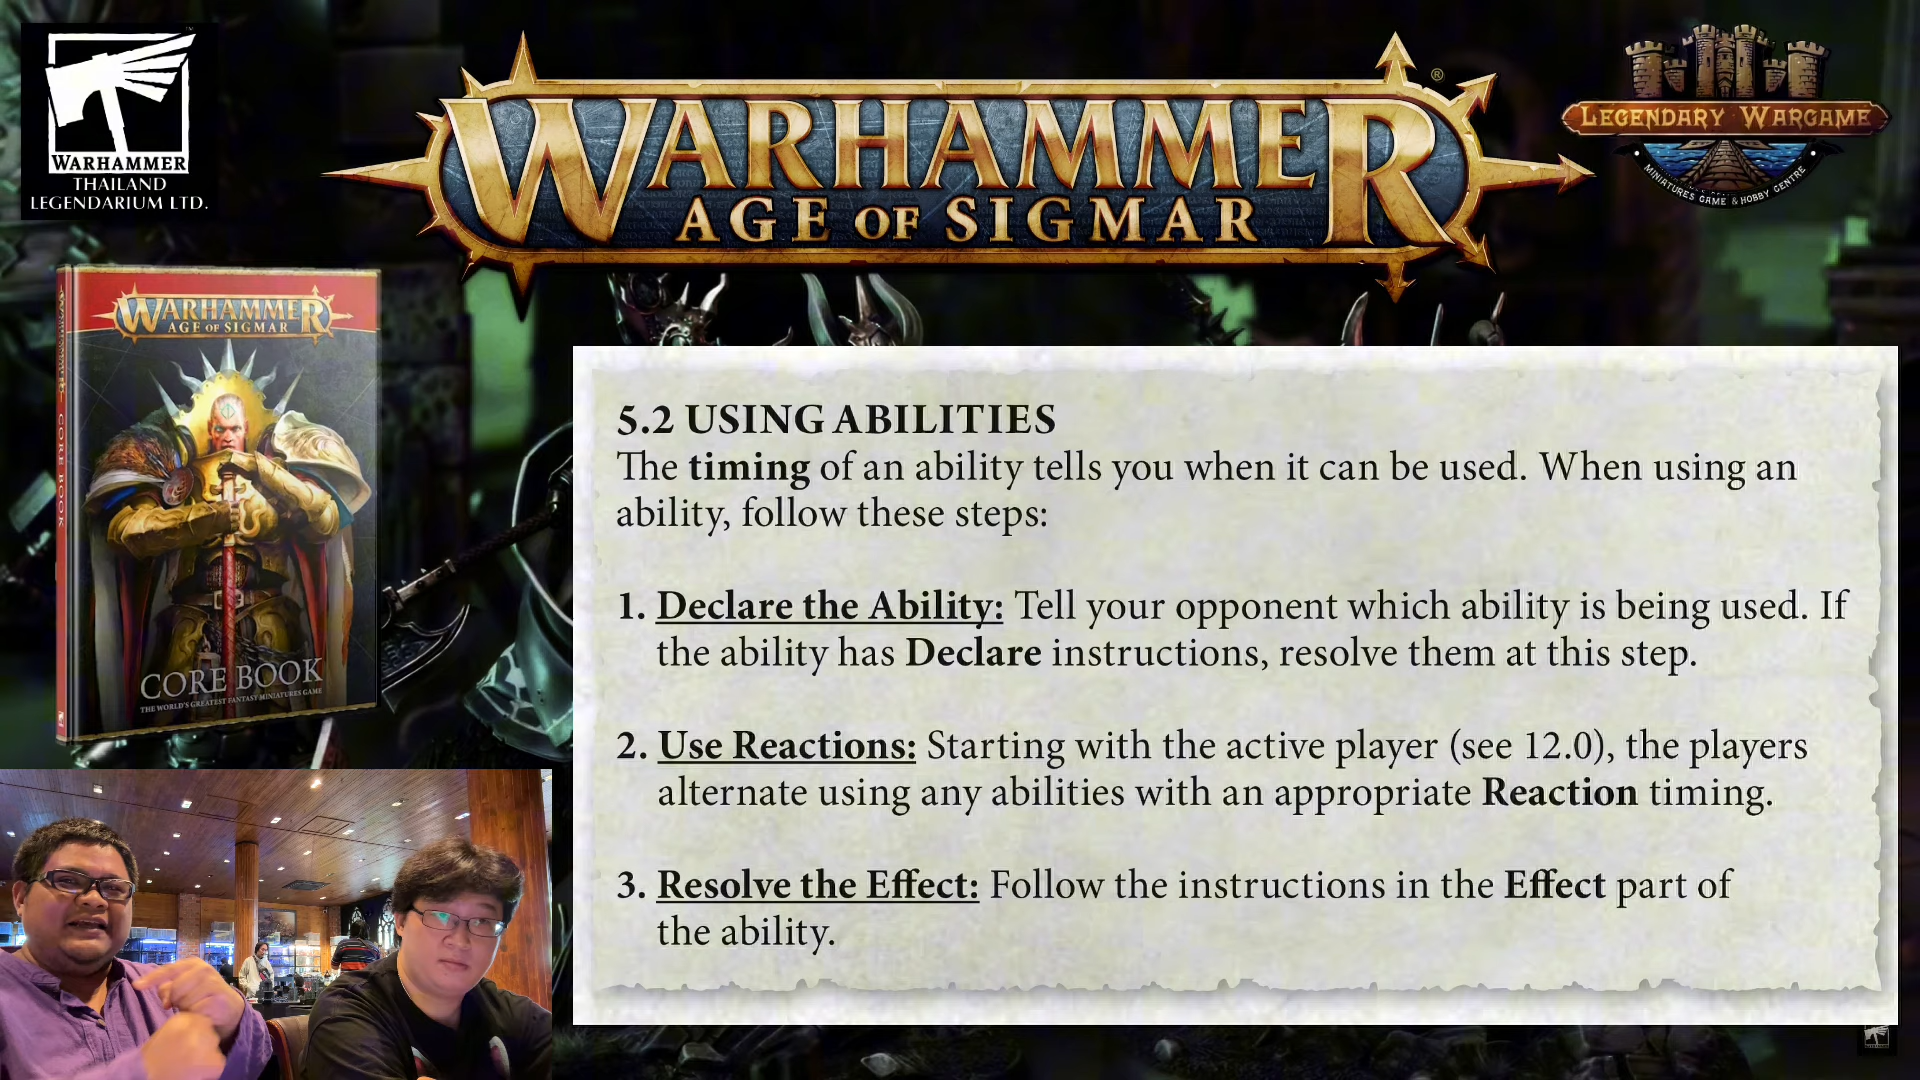 WARHAMMER
THAILAND
LEGENDARIUM LTD.
WARHAMMER
®
AGE OF SIGMAR
LEGENDARY WARGAME
MINIATURES GAME & HOBBY CENTRE
WARHAMMER
AGE OF SIGMAR
CORE BOOK
CORE BOOK
THE WORLD'S GREATEST FANTASY MINIATURES GAME
5.2 USING ABILITIES
The timing of an ability tells you when it can be used. When using an
ability, follow these steps:
1. Declare the Ability: Tell your opponent which ability is being used. If
the ability has Declare instructions, resolve them at this step.
2. Use Reactions: Starting with the active player (see 12.0), the players
alternate using any abilities with an appropriate Reaction timing.
3. Resolve the Effect: Follow the instructions in the Effect part of
the ability.